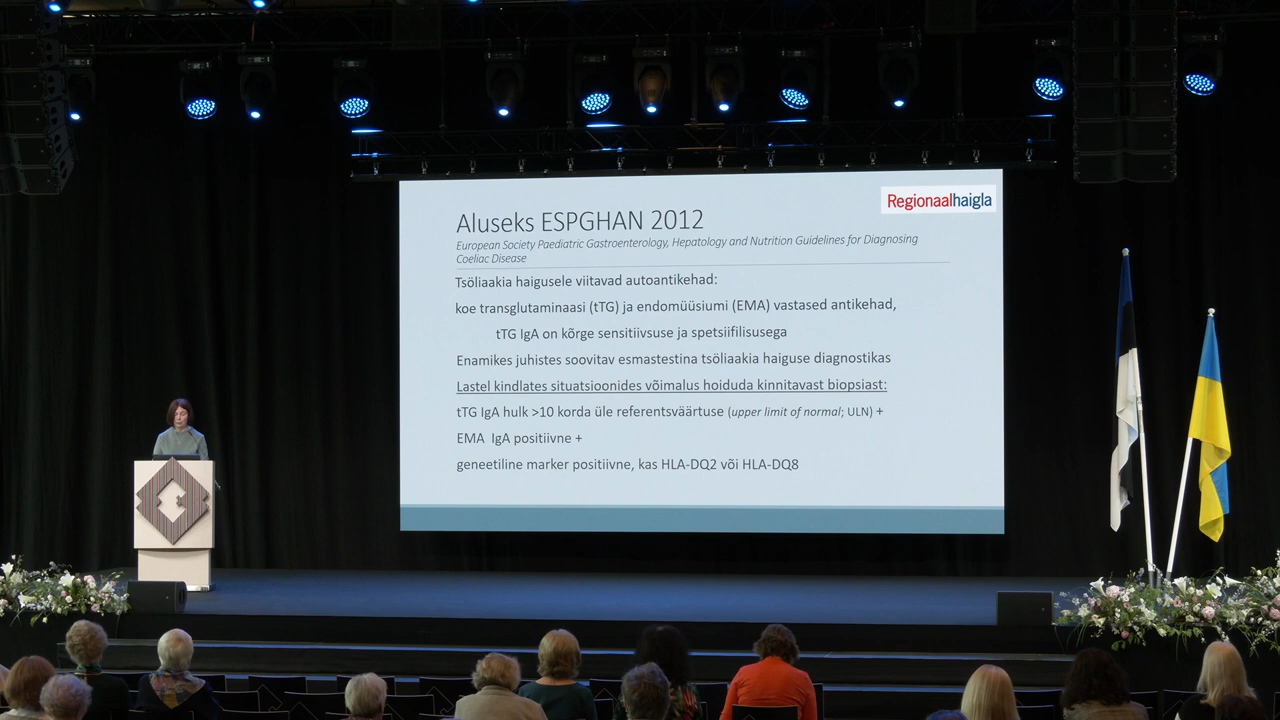 Regionaalhaigla
Aluseks ESPGHAN 2012
European Society Paediatric Gastroenterology, Hepatology and Nutrition Guidelines for Diagnosing
Coeliac Disease
Tsöliaakia haigusele viitavad autoantikehad:
koe transglutaminaasi (tTG) ja endomüüsiumi (EMA) vastased antikehad,
tTG IgA on kõrge sensitiivsuse ja spetsiifilisusega
Enamikes juhistes soovitav esmastestina tsöliaakia haiguse diagnostikas
Lastel kindlates situatsioonides võimalus hoiduda kinnitavast biopsiast:
tTG IgA hulk >10 korda üle referentsväärtuse (upper limit of normal; ULN) +
EMA IgA positiivne +
geneetiline marker positiivne, kas HLA-DQ2 või HLA-DQ8